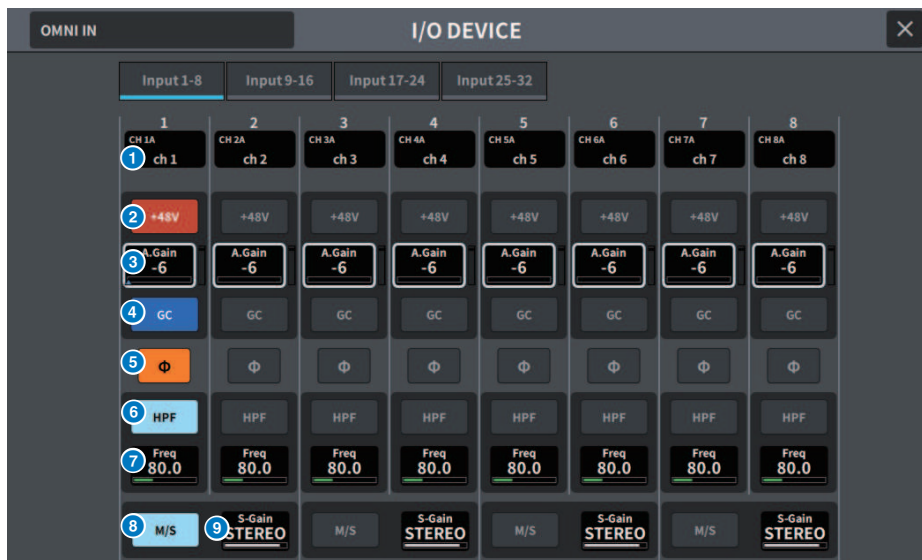 OMNI IN I/O DEVICE
Input 1-8 Input 9-16 Input 17-24 Input 25-32
1 2 3 4 5 6 7 8
CH 1A CH 2A CH 3A CH 4A CH 5A CH 6A CH 7A CH 8A
1 ch 1 ch 2 ch 3 ch 4 ch 5 ch 6 ch 7 ch 8
2 +48V +48V +48V +48V +48V +48V +48V +48V
A.Gain A.Gain A.Gain A.Gain A.Gain A.Gain A.Gain A.Gain
3 -6 -6 -6 -6 -6 -6 -6 -6
4 GC GC GC GC GC GC GC GC
5 Φ Φ Φ Φ Φ Φ Φ Φ
6 HPF HPF HPF HPF HPF HPF HPF HPF
Freq Freq Freq Freq Freq Freq Freq Freq
7 80.0 80.0 80.0 80.0 80.0 80.0 80.0 80.0
S-Gain S-Gain S-Gain S-Gain
8 M/S 9 STEREO M/S STEREO M/S STEREO M/S STEREO